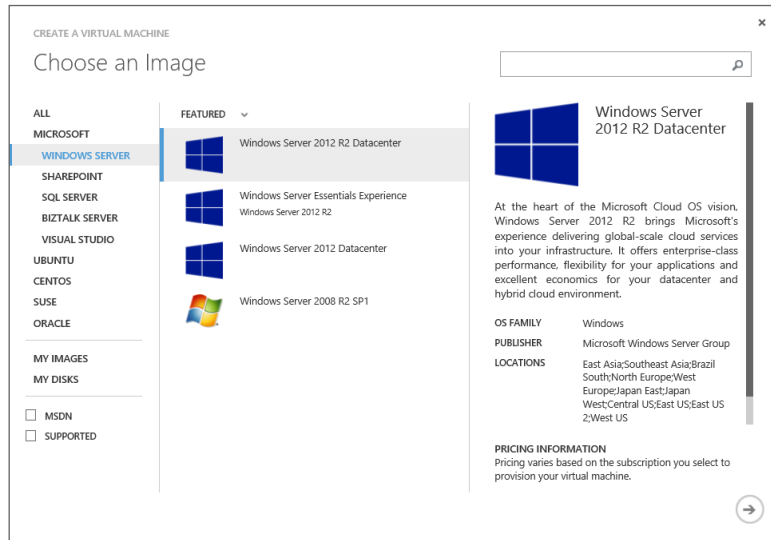 CREATE A VIRTUAL MACHINE
Choose an Image
ALL
MICROSOFT
WINDOWS SERVER
SHAREPOINT
SQL SERVER
BIZTALK SERVER
VISUAL STUDIO
UBUNTU
CENTOS
SUSE
ORACLE
MY IMAGES
MY DISKS
MSDN
SUPPORTED
FEATURED
Windows Server 2012 R2 Datacenter
Windows Server Essentials Experience
Windows Server 2012 R2
Windows Server 2012 Datacenter
Windows Server 2008 R2 SP1
Windows Server
2012 R2 Datacenter
At the heart of the Microsoft Cloud OS vision,
Windows Server 2012 R2 brings Microsoft's
experience delivering global-scale cloud services
into your infrastructure. It offers enterprise-class
performance, flexibility for your applications and
excellent economics for your datacenter and
hybrid cloud environment.
OS FAMILY Windows
PUBLISHER Microsoft Windows Server Group
LOCATIONS East Asia;Southeast Asia;Brazil
South;North Europe;West
Europe;Japan East;Japan
West;Central US;East US;East US
2;West US
PRICING INFORMATION
Pricing varies based on the subscription you select to
provision your virtual machine.